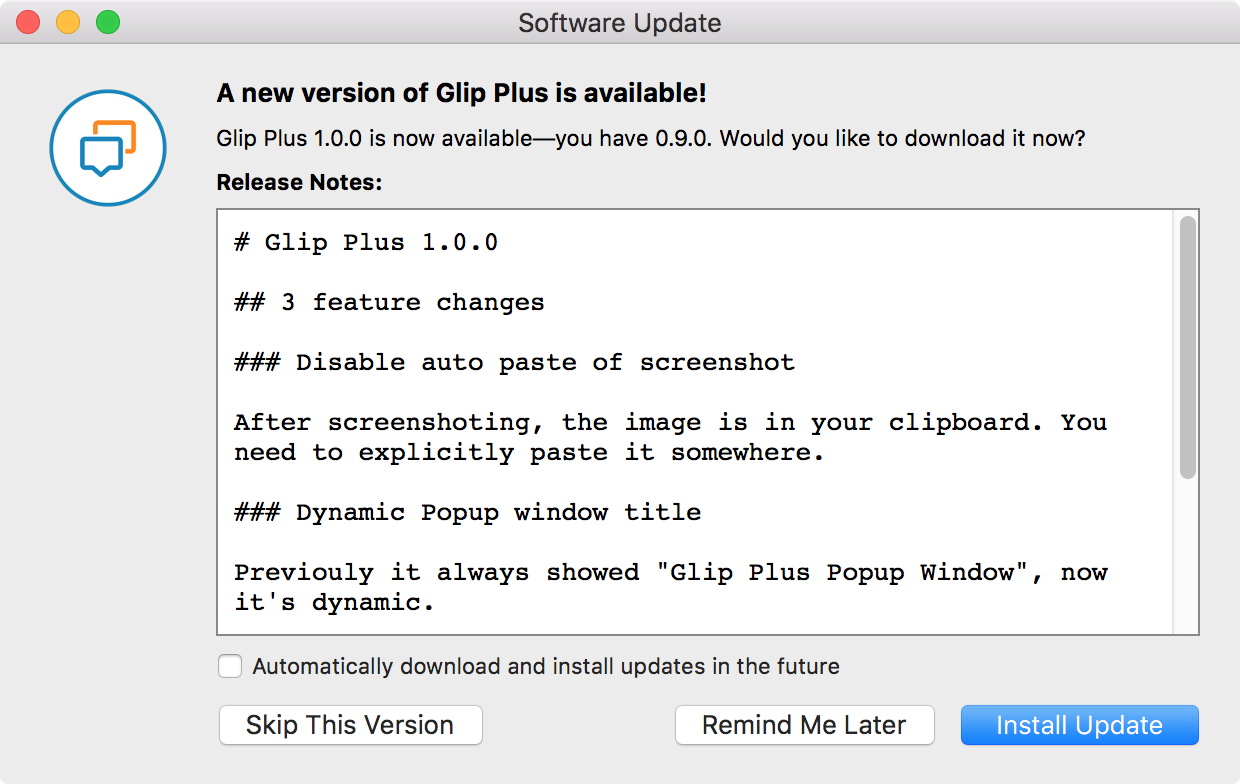 Software Update
A new version of Glip Plus is available!
Glip Plus 1.0.0 is now available—you have 0.9.0. Would you like to download it now?
Release Notes:
# Glip Plus 1.0.0
## 3 feature changes
### Disable auto paste of screenshot
After screenshoting, the image is in your clipboard. You
need to explicitly paste it somewhere.
### Dynamic Popup window title
Previouly it always showed "Glip Plus Popup Window", now
it's dynamic.
Automatically download and install updates in the future
Skip This Version
Remind Me Later
Install Update